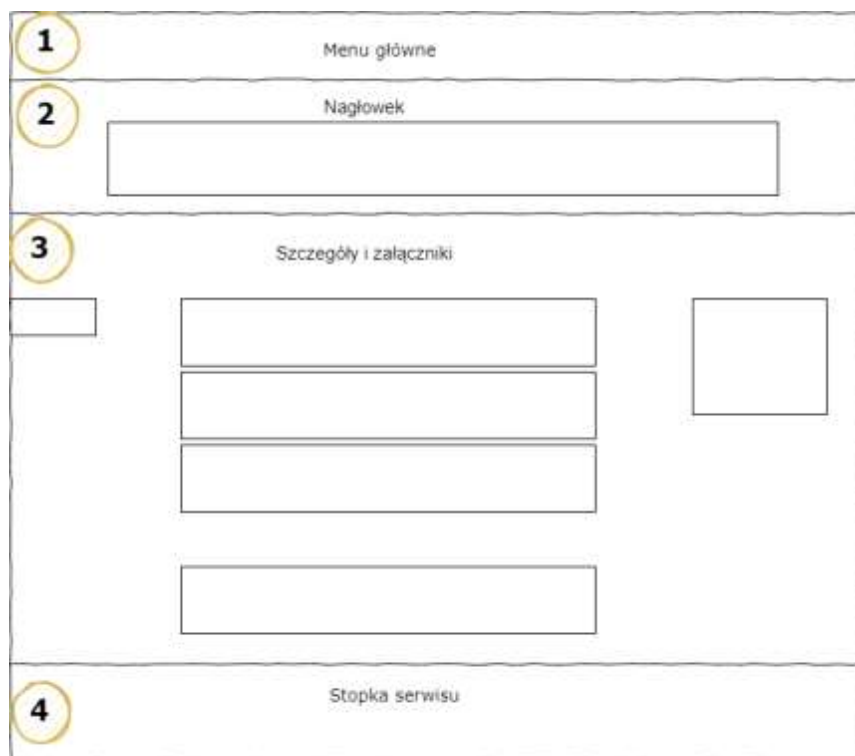 1
Menu główne
2
Nagłowek
3
Szczegóły i załączniki
4
Stopka serwisu